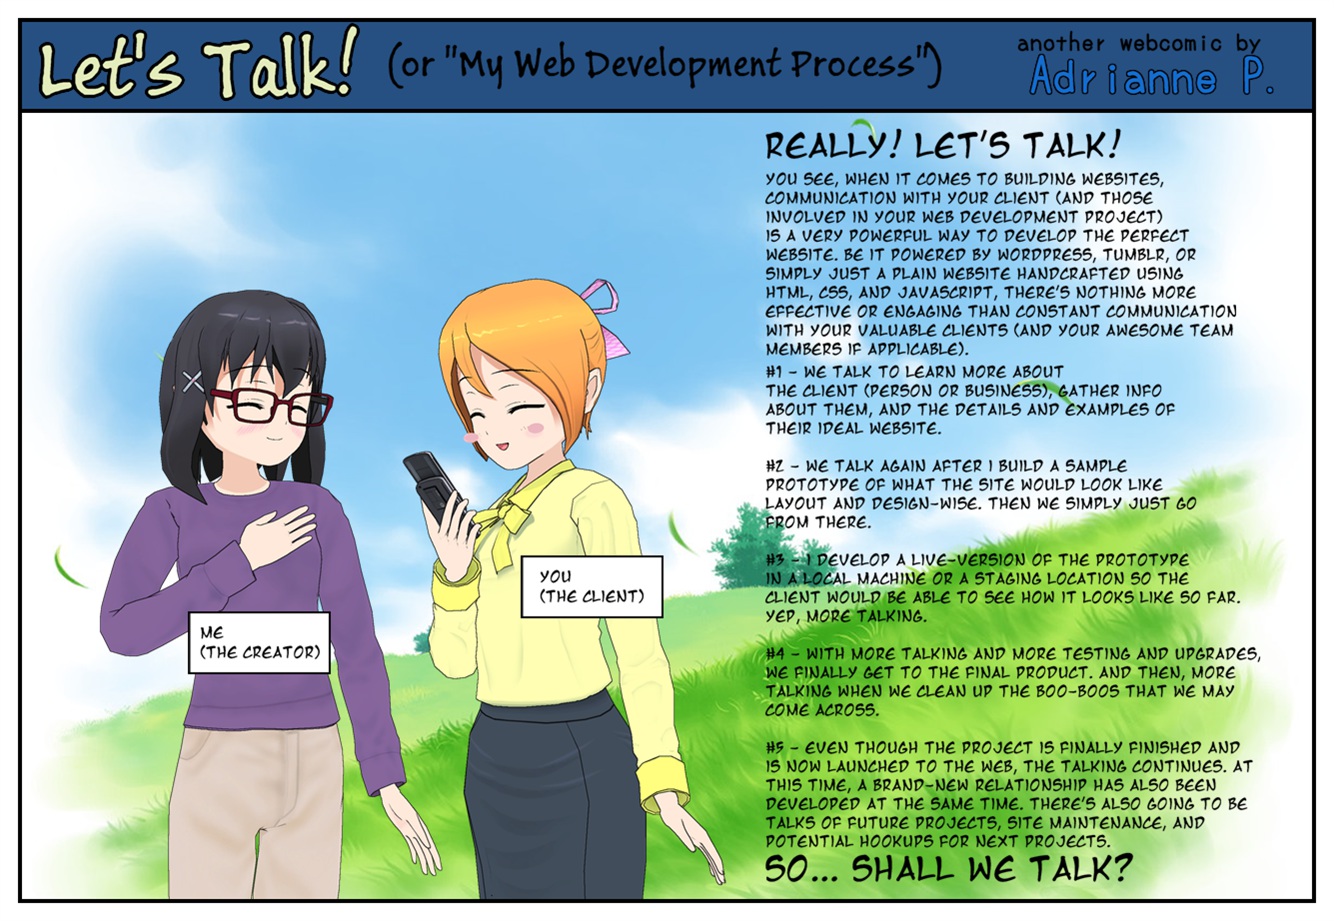 Let's Talk! (or "My Web Development Process")
another webcomic by
Adrianne P.
REALLY! LET'S TALK!
YOU SEE, WHEN IT COMES TO BUILDING WEBSITES,
COMMUNICATION WITH YOUR CLIENT (AND THOSE
INVOLVED IN YOUR WEB DEVELOPMENT PROJECT)
IS A VERY POWERFUL WAY TO DEVELOP THE PERFECT
WEBSITE. BE IT POWERED BY WORDPRESS, TUMBLR, OR
SIMPLY JUST A PLAIN WEBSITE HANDCRAFTED USING
HTML, CSS, AND JAVASCRIPT, THERE'S NOTHING MORE
EFFECTIVE OR ENGAGING THAN CONSTANT COMMUNICATION
WITH YOUR VALUABLE CLIENTS (AND YOUR AWESOME TEAM
MEMBERS IF APPLICABLE).
#1 - WE TALK TO LEARN MORE ABOUT
THE CLIENT (PERSON OR BUSINESS), GATHER INFO
ABOUT THEM, AND THE DETAILS AND EXAMPLES OF
THEIR IDEAL WEBSITE.
#2 - WE TALK AGAIN AFTER I BUILD A SAMPLE
PROTOTYPE OF WHAT THE SITE WOULD LOOK LIKE
LAYOUT AND DESIGN-WISE. THEN WE SIMPLY JUST GO
FROM THERE.
#3 - I DEVELOP A LIVE-VERSION OF THE PROTOTYPE
IN A LOCAL MACHINE OR A STAGING LOCATION SO THE
CLIENT WOULD BE ABLE TO SEE HOW IT LOOKS LIKE SO FAR.
YEP, MORE TALKING.
#4 - WITH MORE TALKING AND MORE TESTING AND UPGRADES,
WE FINALLY GET TO THE FINAL PRODUCT. AND THEN, MORE
TALKING WHEN WE CLEAN UP THE BOO-BOOS THAT WE MAY
COME ACROSS.
#5 - EVEN THOUGH THE PROJECT IS FINALLY FINISHED AND
IS NOW LAUNCHED TO THE WEB, THE TALKING CONTINUES. AT
THIS TIME, A BRAND-NEW RELATIONSHIP HAS ALSO BEEN
DEVELOPED AT THE SAME TIME. THERE'S ALSO GOING TO BE
TALKS OF FUTURE PROJECTS, SITE MAINTENANCE, AND
POTENTIAL HOOKUPS FOR NEXT PROJECTS.
SO... SHALL WE TALK?
ME
(THE CREATOR)
YOU
(THE CLIENT)